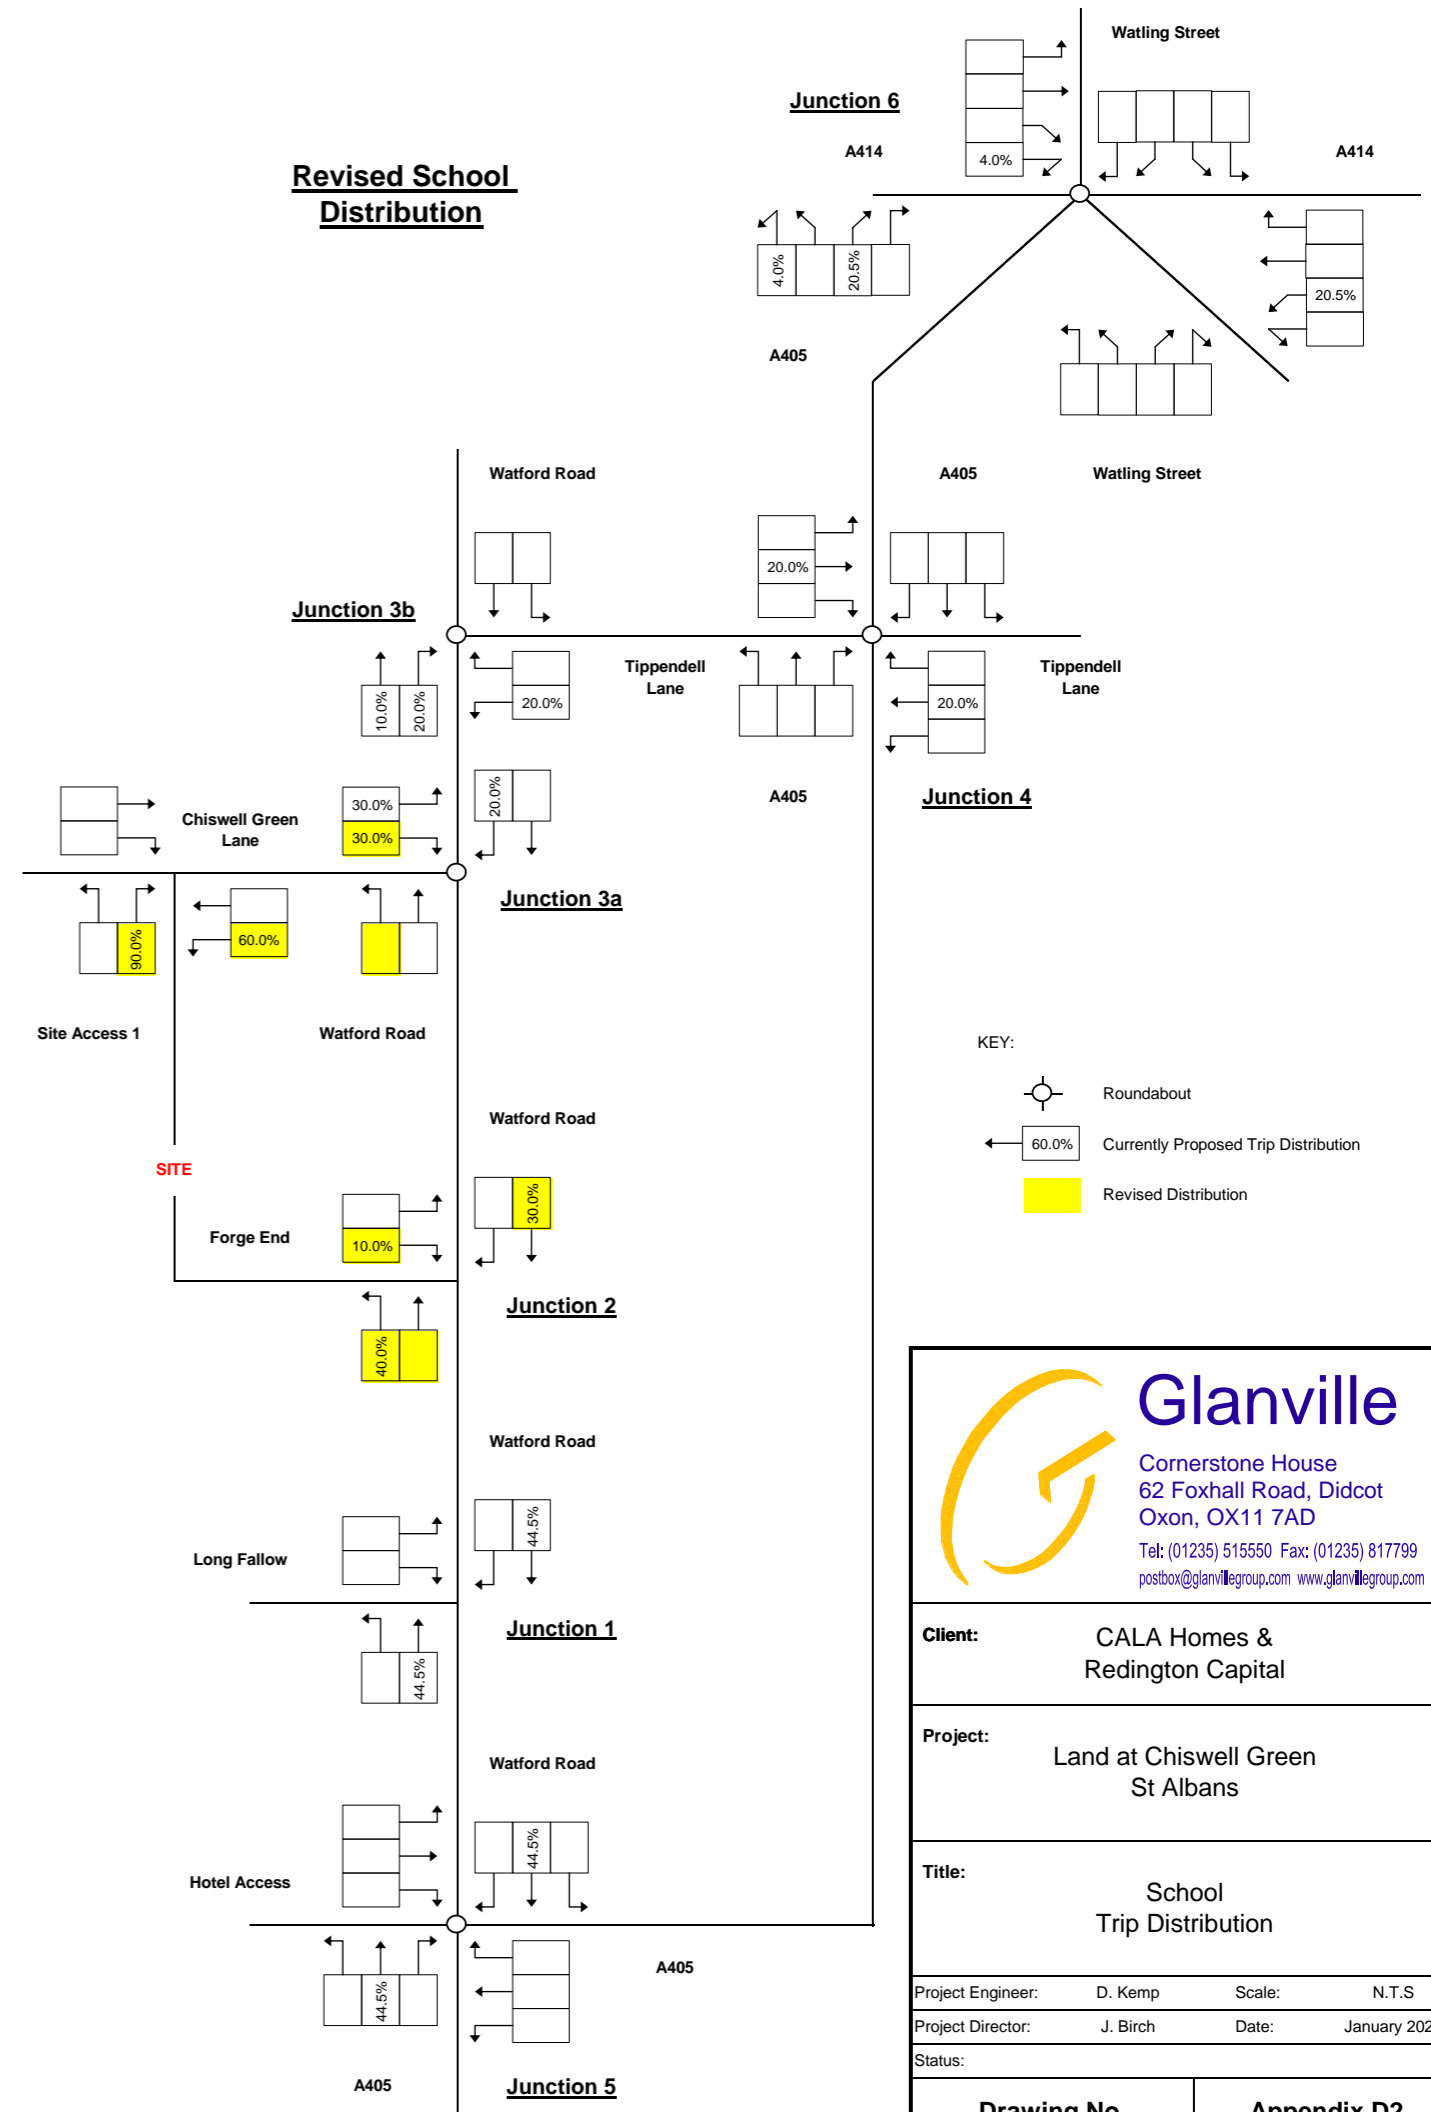 Watling Street
Junction 6
A414
4.0%
A414
Revised School
Distribution
4.0%
20.5%
20.5%
A405
Watford Road
A405
Watling Street
20.0%
Junction 3b
Tippendell
Lane
Tippendell
Lane
10.0%
20.0%
20.0%
20.0%
A405
Junction 4
Chiswell Green
Lane
30.0%
30.0%
20.0%
Junction 3a
90.0%
60.0%
Site Access 1
Watford Road
KEY:
Roundabout
60.0%
Currently Proposed Trip Distribution
Revised Distribution
Watford Road
SITE
Forge End
10.0%
30.0%
Junction 2
40.0%
Watford Road
Long Fallow
44.5%
Junction 1
44.5%
Watford Road
Hotel Access
44.5%
A405
44.5%
A405
Junction 5
Glanville
Cornerstone House
62 Foxhall Road, Didcot
Oxon, OX11 7AD
Tel: (01235) 515550 Fax: (01235) 817799
postbox@glanvillegroup.com www.glanvillegroup.com
Client:
CALA Homes &
Redington Capital
Project:
Land at Chiswell Green
St Albans
Title:
School
Trip Distribution
Project Engineer: D. Kemp Scale: N.T.S
Project Director: J. Birch Date: January 202
Status:
Drawing No Appendix D2